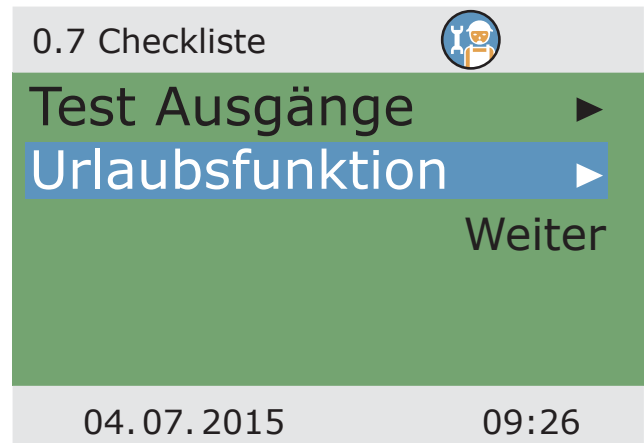 0.7 Checkliste
Test Ausgänge ►
Urlaubsfunktion ►
Weiter
04.07.2015 09:26